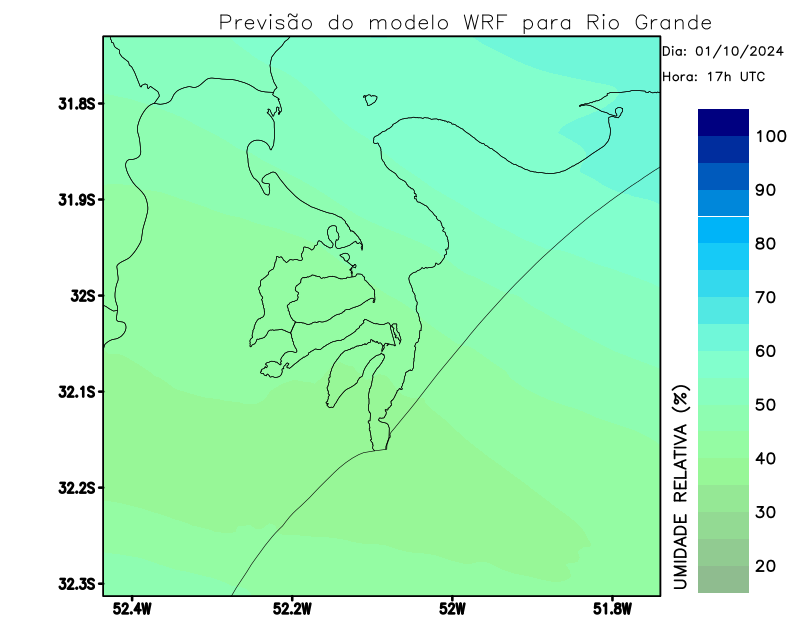 Previsão do modelo WRF para Rio Grande
Dia: 01/10/2024
Hora: 17h UTC
31.8S
31.9S
32S
32.1S
32.2S
32.3S
52.4W
52.2W
52W
51.8W
100
90
80
70
60
50
40
30
20
UMIDADE RELATIVA (%)